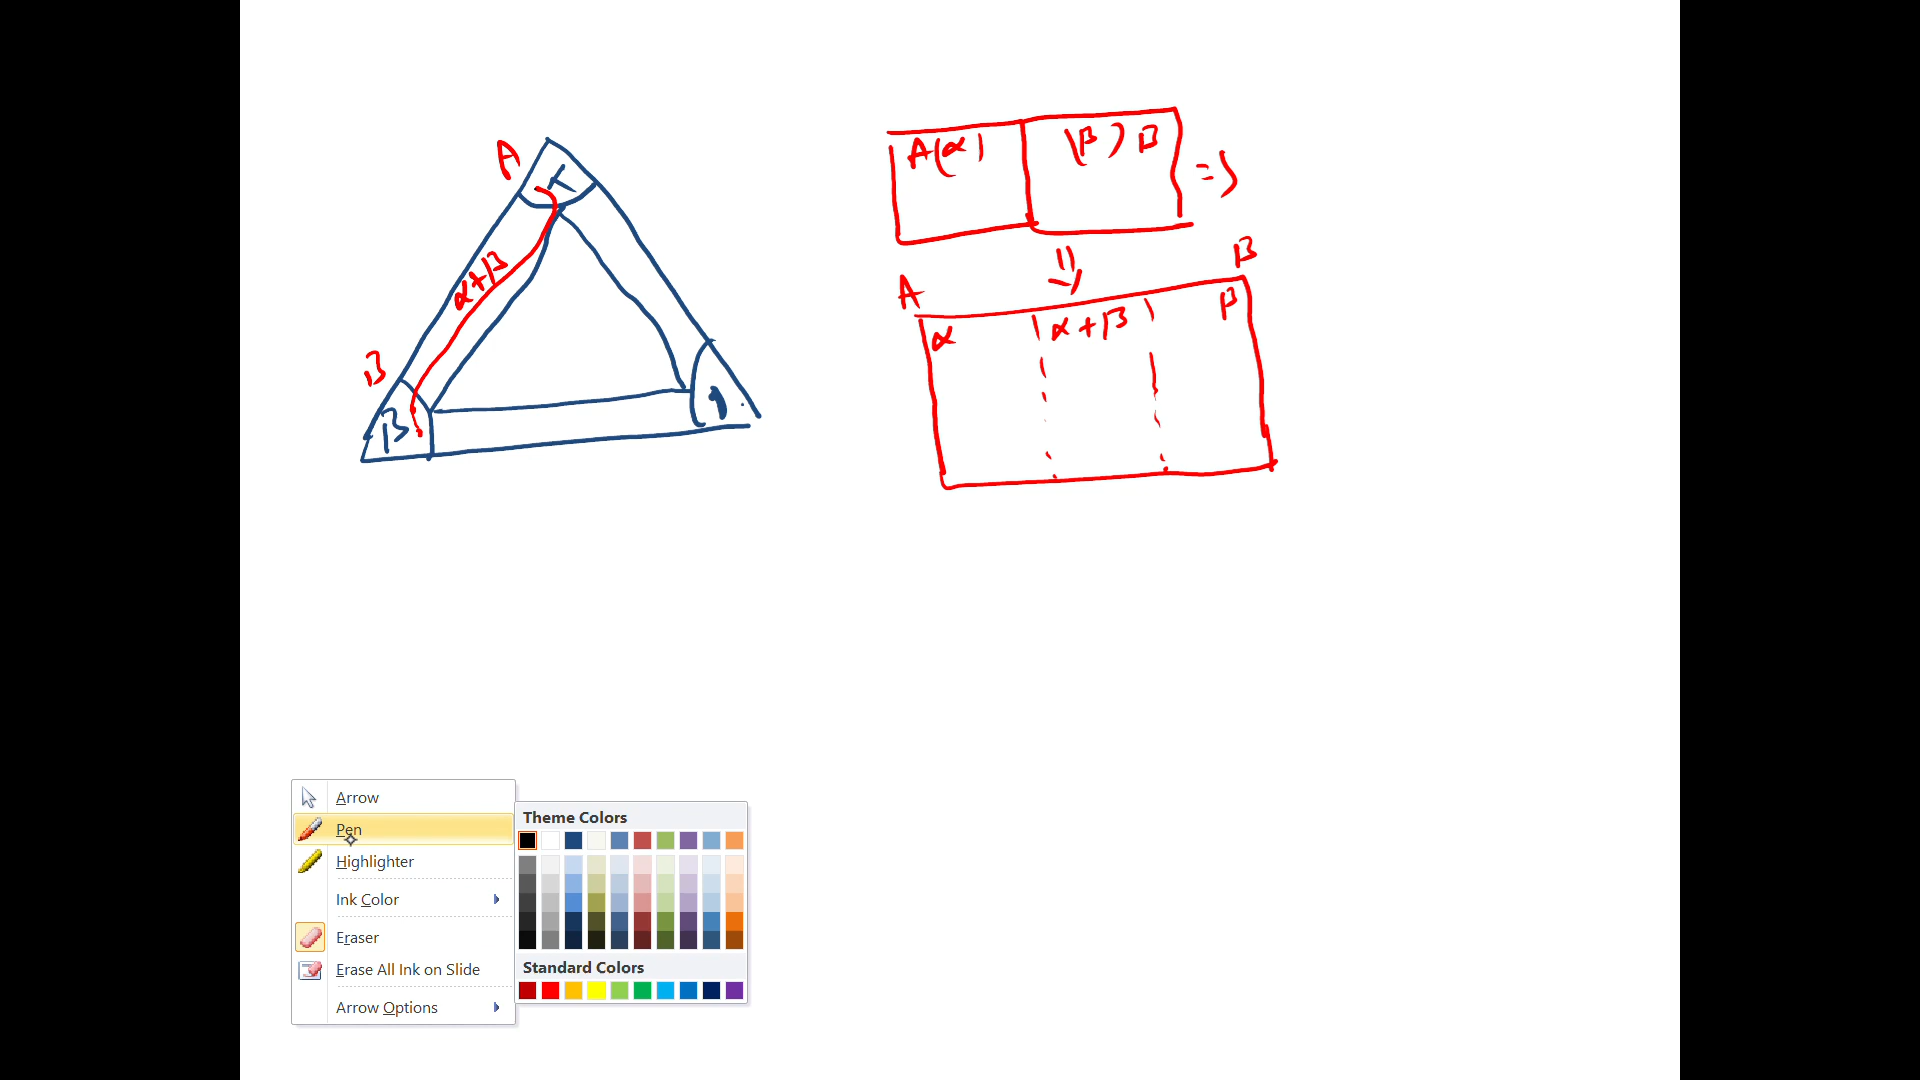 A
α
α+β
B
β
A(α) (β) B
=>
=>
A B
α α+β β
Arrow
Pen
Highlighter
Ink Color
Eraser
Erase All Ink on Slide
Arrow Options
Theme Colors
Standard Colors